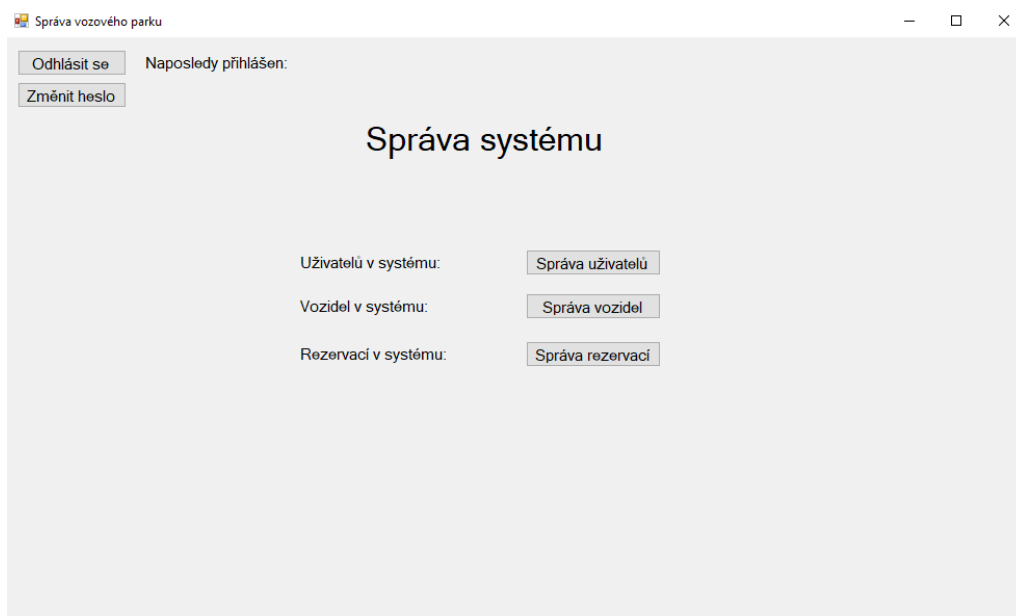 Správa vozového parku
Odhlásit se Naposledy přihlášen:
Změnit heslo
Správa systému
Uživatelů v systému: Správa uživatelů
Vozidel v systému: Správa vozidel
Rezervací v systému: Správa rezervací